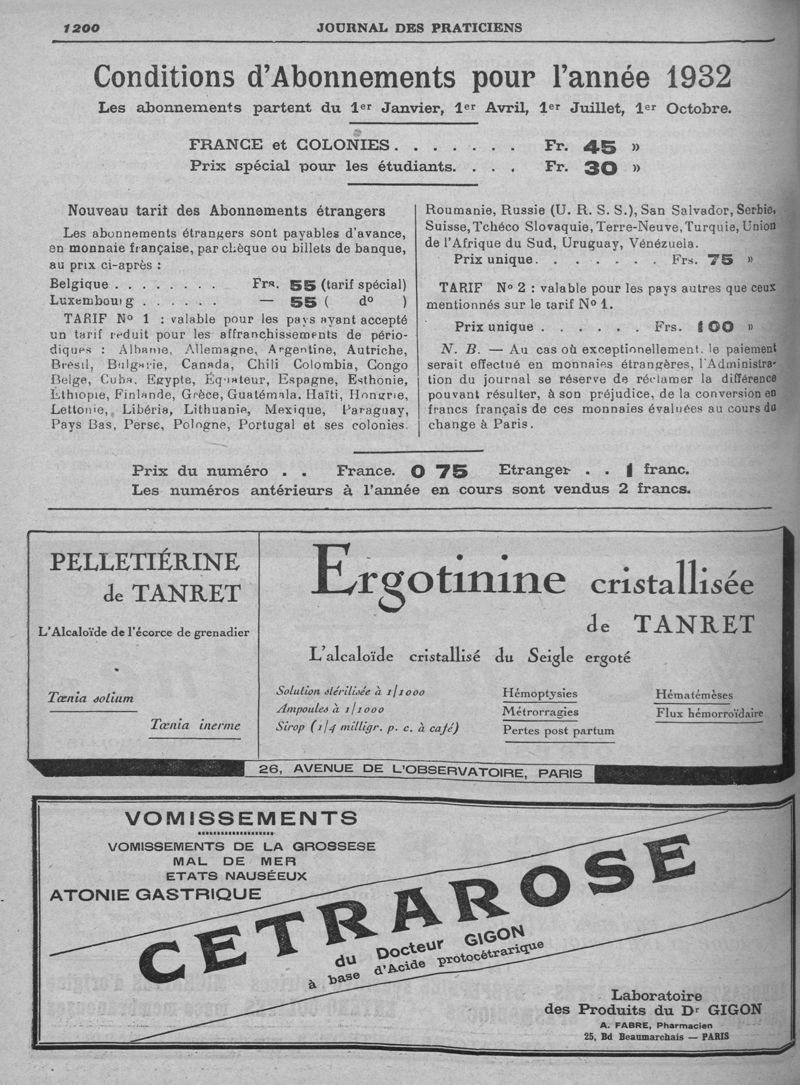 1200
JOURNAL DES PRATICIENS
Conditions d'Abonnements pour l'année 1932
Les abonnements partent du 1er Janvier, 1er Avril, 1er Juillet, 1er Octobre.
FRANCE et COLONIES. . . . . . . Fr. 45 »
Prix spécial pour les étudiants. . . . Fr. 30 »
Nouveau tarif des Abonnements étrangers
Les abonnements étrangers sont payables d'avance,
en monnaie française, par chèque ou billets de banque,
au prix ci-après :
Belgique . . . . . . . . Frs. 55 (tarif spécial)
Luxembourg . . . . . . — 55 ( do )
TARIF No 1 : valable pour les pays ayant accepté
un tarif réduit pour les affranchissements de pério-
diques : Albanie, Allemagne, Argentine, Autriche,
Brésil, Bulgarie, Canada, Chili Colombia, Congo
Belge, Cuba, Egypte, Equateur, Espagne, Esthonie,
Ethiopie, Finlande, Grèce, Guatémala. Haïti, Hongrie,
Lettonie, Libéria, Lithuanie, Mexique, Paraguay,
Pays Bas, Perse, Pologne, Portugal et ses colonies.
Roumanie, Russie (U. R. S. S.), San Salvador, Serbie,
Suisse, Tchéco Slovaquie, Terre-Neuve, Turquie, Union
de l'Afrique du Sud, Uruguay, Vénézuela.
Prix unique. . . . . . . . Frs. 75 »
TARIF No 2 : valable pour les pays autres que ceux
mentionnés sur le tarif No 1.
Prix unique . . . . . . Frs. 100 »
N. B. — Au cas où exceptionnellement. le paiement
serait effectué en monnaies étrangères, l'Administra-
tion du journal se réserve de réclamer la différence
pouvant résulter, à son préjudice, de la conversion en
francs français de ces monnaies évaluées au cours du
change à Paris.
Prix du numéro . . France. 0 75 Etranger . . 1 franc.
Les numéros antérieurs à l'année en cours sont vendus 2 francs.
PELLETIÉRINE
de TANRET
L'Alcaloïde de l'écorce de grenadier
Tœnia solium
Tœnia inerme
Ergotinine cristallisée
de TANRET
L'alcaloïde cristallisé du Seigle ergoté
Solution stérilisée à 1/1000
Ampoules à 1/1000
Sirop (1/4 milligr. p. c. à café)
Hémoptysies
Métrorragies
Pertes post partum
Hématémèses
Flux hémorroïdaire
26, AVENUE DE L'OBSERVATOIRE, PARIS
VOMISSEMENTS
VOMISSEMENTS DE LA GROSSESE
MAL DE MER
ETATS NAUSÉEUX
ATONIE GASTRIQUE
CETRAROSE
du Docteur GIGON
à base d'Acide protocétrarique
Laboratoire
des Produits du Dr GIGON
A. FABRE, Pharmacien
25, Bd Beaumarchais — PARIS